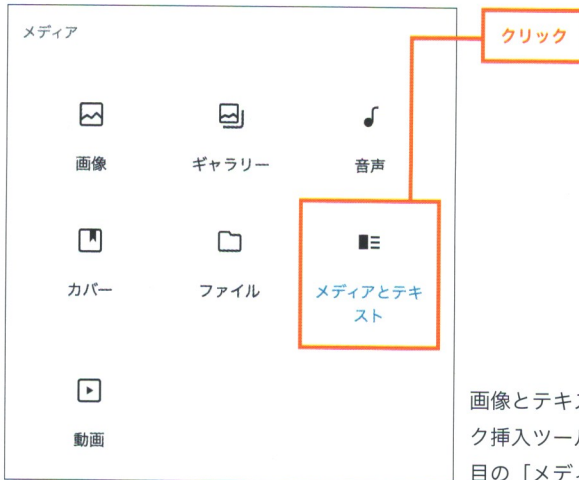 メディア
クリック
画像
ギャラリー
音声
カバー
ファイル
メディアとテキ
スト
動画
画像とテキス
ク挿入ツール
目の［メディ